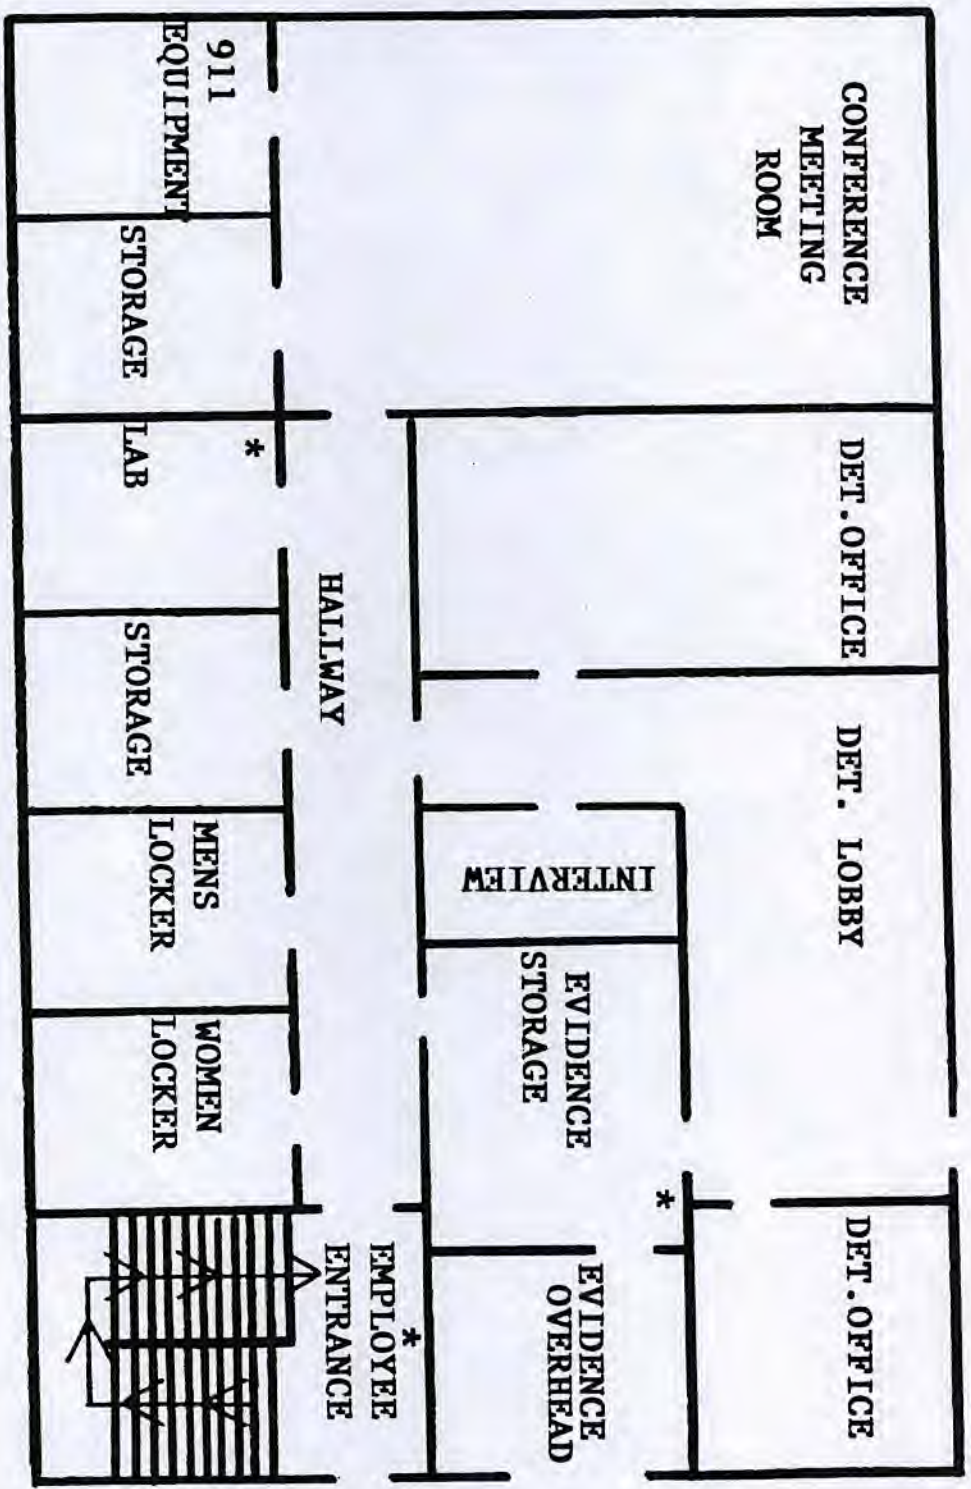 CONFERENCE
MEETING
ROOM
DET.OFFICE
DET. LOBBY
DET.OFFICE
INTERVIEW
EVIDENCE
STORAGE
*
EVIDENCE
OVERHEAD
HALLWAY
*
EMPLOYEE
ENTRANCE
911
EQUIPMENT
STORAGE
*
LAB
STORAGE
MENS
LOCKER
WOMEN
LOCKER